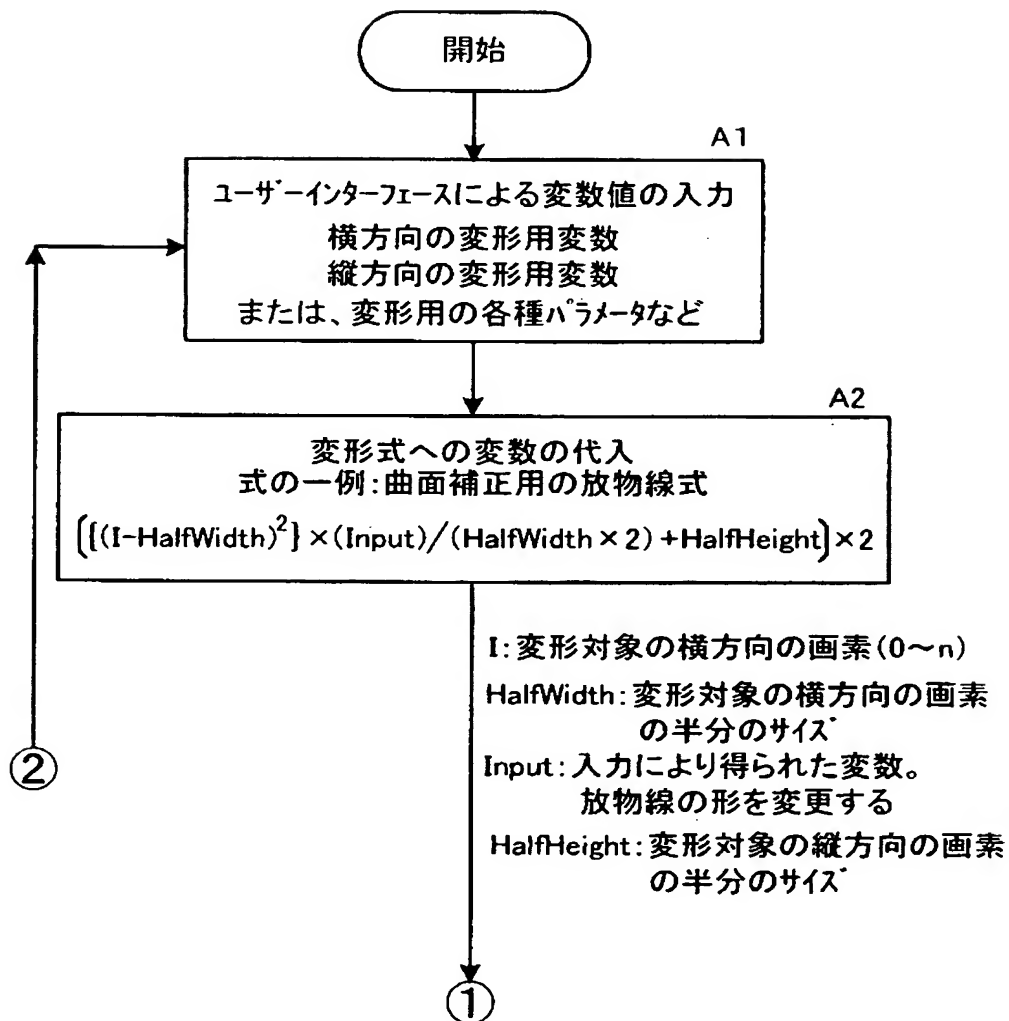 開始
A1
ユーザーインターフェースによる変数値の入力
横方向の変形用変数
縦方向の変形用変数
または、変形用の各種パラメータなど
A2
変形式への変数の代入
式の一例:曲面補正用の放物線式
([{(I-HalfWidth)²}×(Input)/(HalfWidth×2)+HalfHeight]×2
I:変形対象の横方向の画素(0〜n)
HalfWidth:変形対象の横方向の画素
の半分のサイズ
②
Input:入力により得られた変数。
放物線の形を変更する
HalfHeight:変形対象の縦方向の画素
の半分のサイズ
①